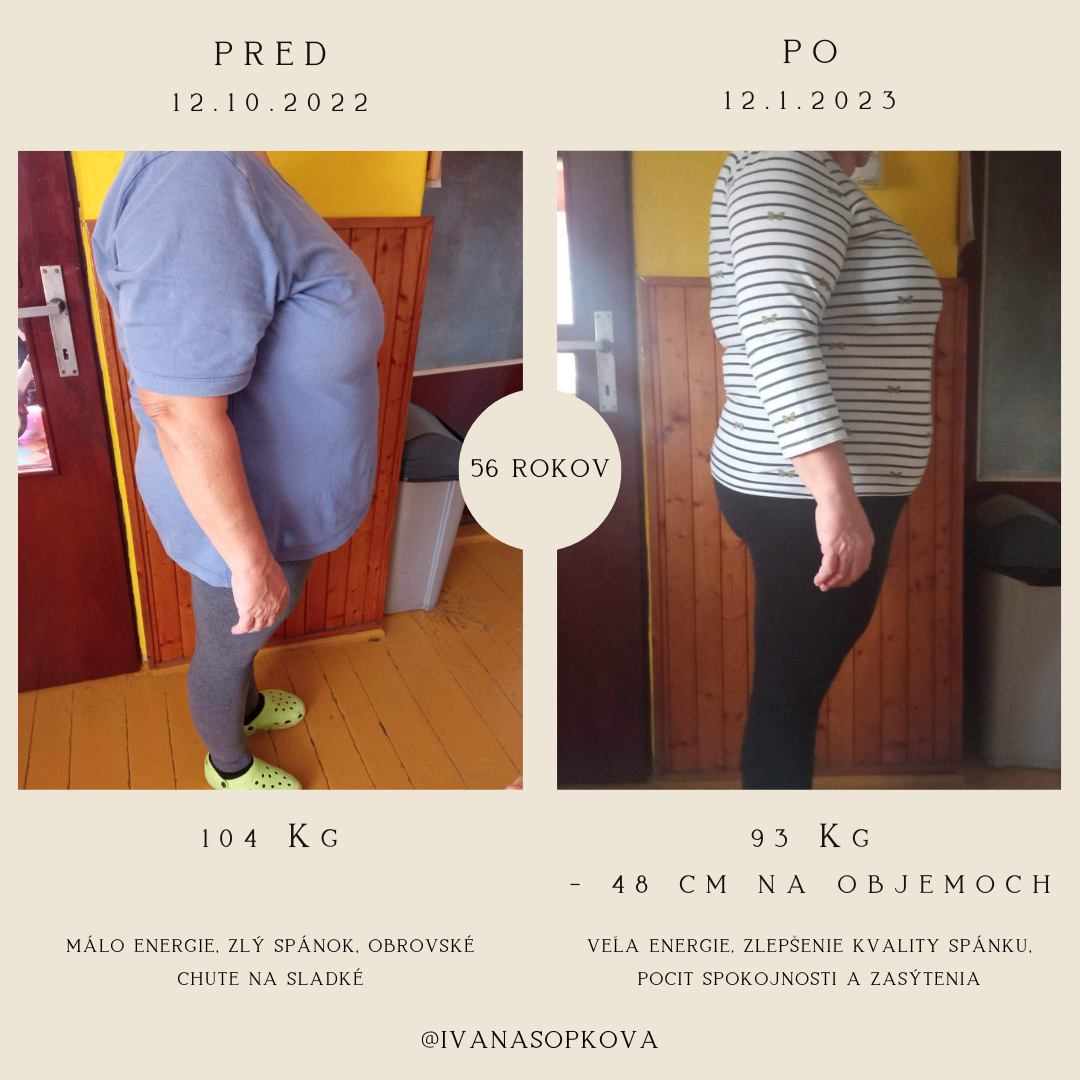 PRED
12.10.2022
PO
12.1.2023
56 ROKOV
104 KG
93 KG
- 48 CM NA OBJEMOCH
MÁLO ENERGIE, ZLÝ SPÁNOK, OBROVSKÉ
CHUTE NA SLADKÉ
VEĽA ENERGIE, ZLEPŠENIE KVALITY SPÁNKU,
POCIT SPOKOJNOSTI A ZASÝTENIA
@IVANASOPKOVA